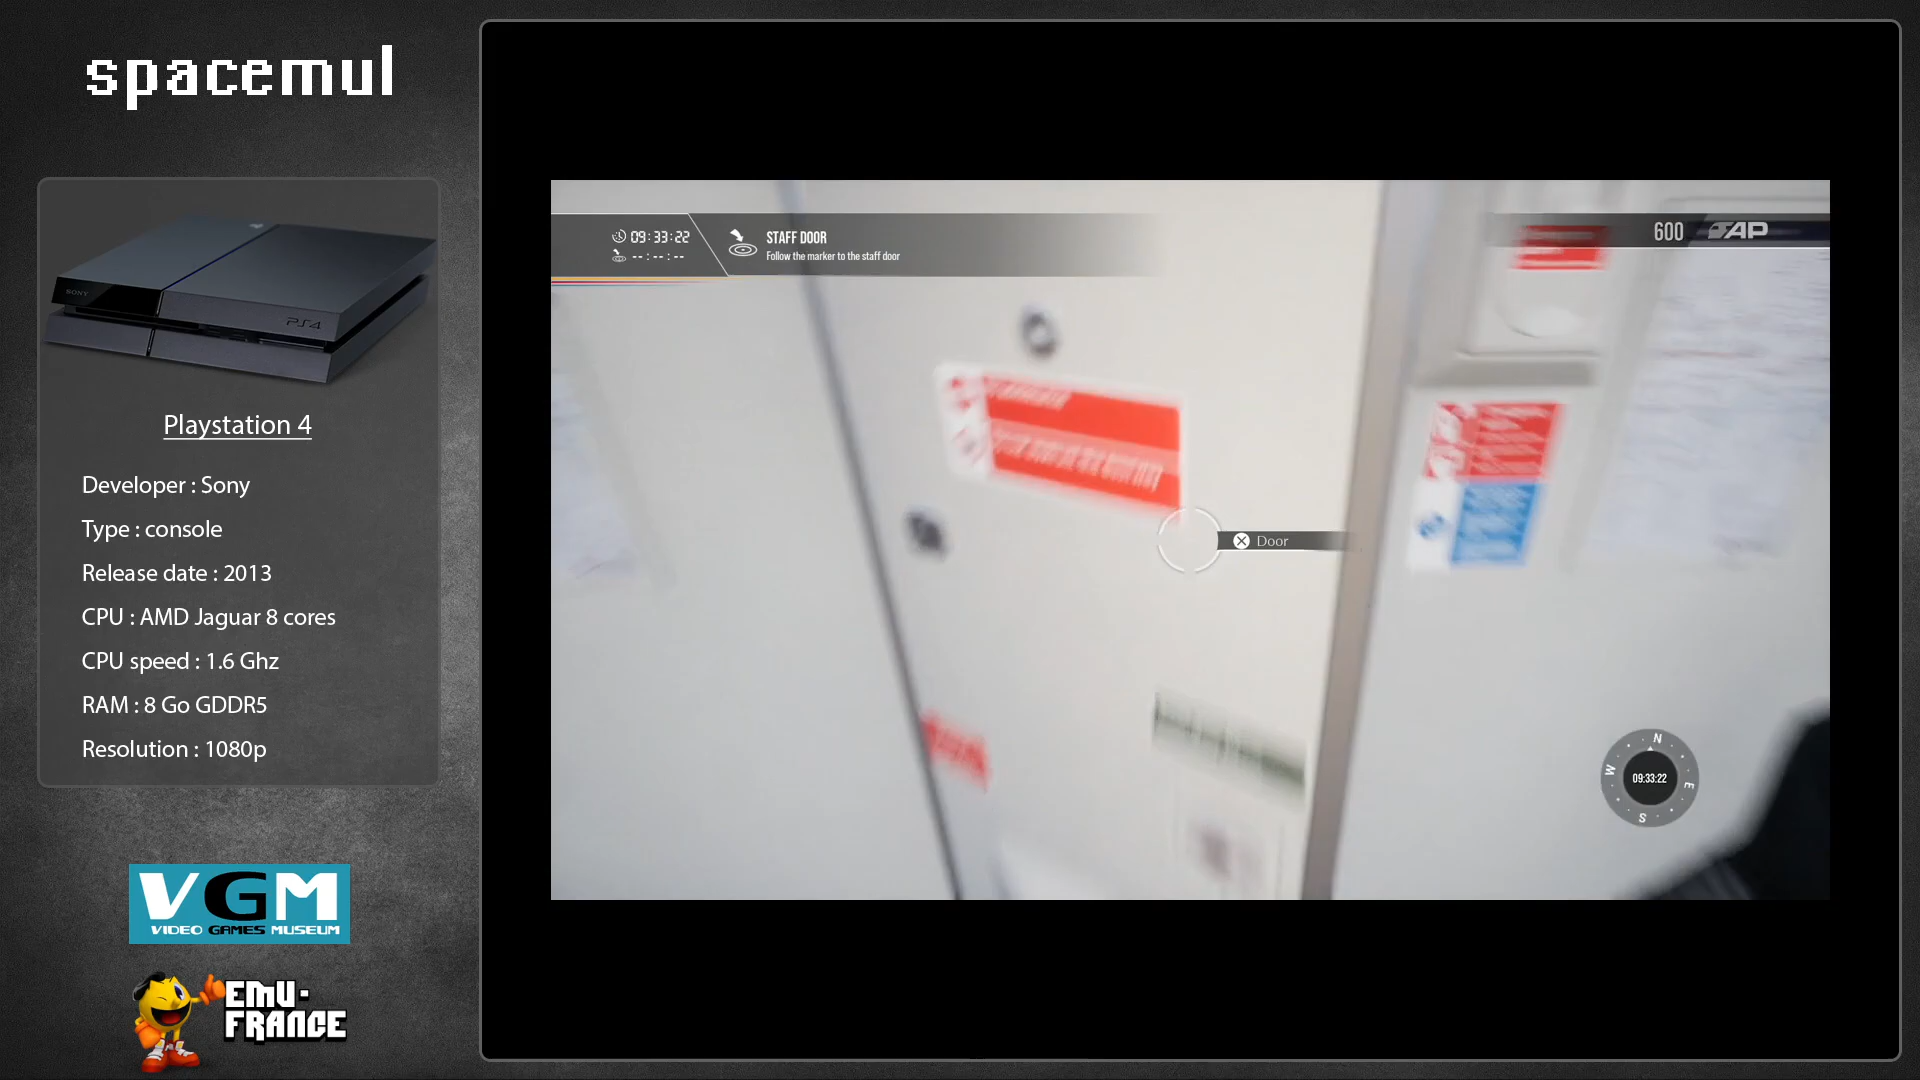 spacemul
SONY
PS4
Playstation 4
Developer : Sony
Type : console
Release date : 2013
CPU : AMD Jaguar 8 cores
CPU speed : 1.6 Ghz
RAM : 8 Go GDDR5
Resolution : 1080p
VGM
VIDEO GAMES MUSEUM
EMU-
FRANCE
09:33:22
-- : -- : --
STAFF DOOR
Follow the marker to the staff door
600 AP
Door
N
W
E
S
09:33:22